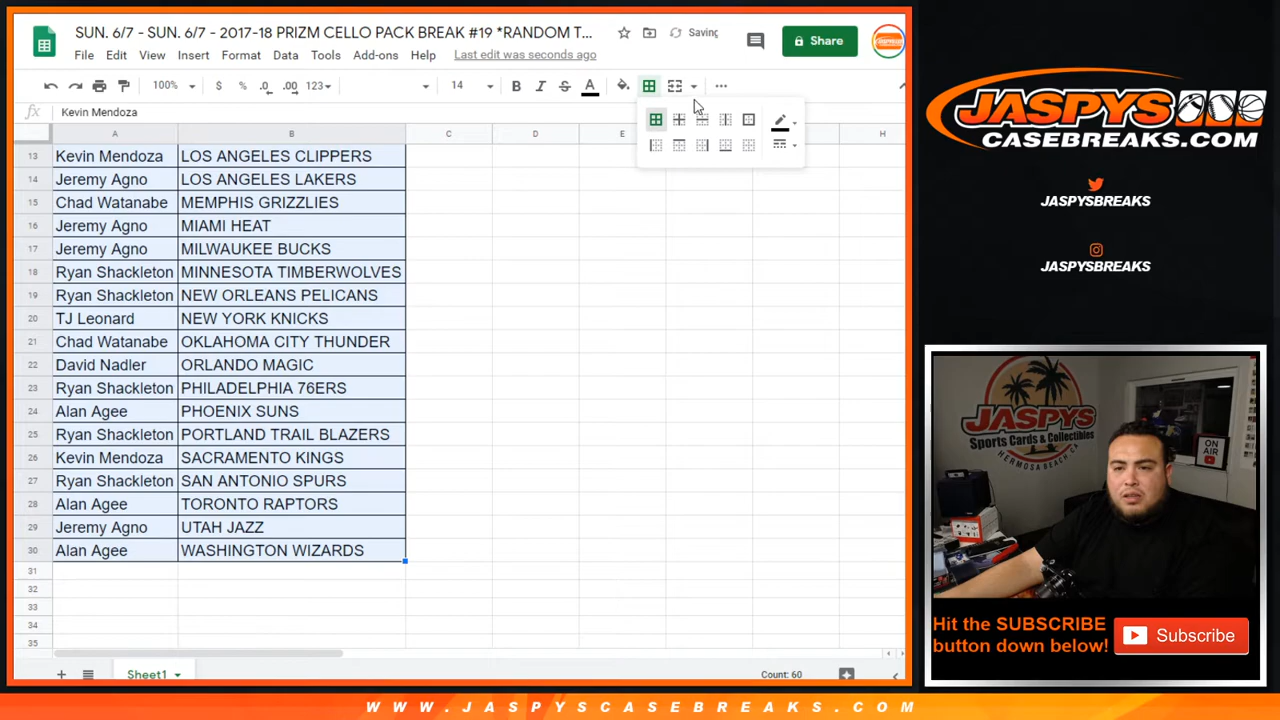 SUN. 6/7 - SUN. 6/7 - 2017-18 PRIZM CELLO PACK BREAK #19 *RANDOM T...
Saving
Share
File Edit View Insert Format Data Tools Add-ons Help Last edit was seconds ago
100% $ % .0 .00 123 14 B I S A
fx Kevin Mendoza
A B C D E H
13 Kevin Mendoza LOS ANGELES CLIPPERS
14 Jeremy Agno LOS ANGELES LAKERS
15 Chad Watanabe MEMPHIS GRIZZLIES
16 Jeremy Agno MIAMI HEAT
17 Jeremy Agno MILWAUKEE BUCKS
18 Ryan Shackleton MINNESOTA TIMBERWOLVES
19 Ryan Shackleton NEW ORLEANS PELICANS
20 TJ Leonard NEW YORK KNICKS
21 Chad Watanabe OKLAHOMA CITY THUNDER
22 David Nadler ORLANDO MAGIC
23 Ryan Shackleton PHILADELPHIA 76ERS
24 Alan Agee PHOENIX SUNS
25 Ryan Shackleton PORTLAND TRAIL BLAZERS
26 Kevin Mendoza SACRAMENTO KINGS
27 Ryan Shackleton SAN ANTONIO SPURS
28 Alan Agee TORONTO RAPTORS
29 Jeremy Agno UTAH JAZZ
30 Alan Agee WASHINGTON WIZARDS
31
32
33
34
35
Sheet1
Count: 60
JASPYS
CASEBREAKS.COM
JASPYSBREAKS
JASPYSBREAKS
JASPYS
Sports Cards & Collectibles
HERMOSA BEACH CA
ON
AIR
Hit the SUBSCRIBE
button down below!
Subscribe
WWW.JASPYSCASEBREAKS.COM